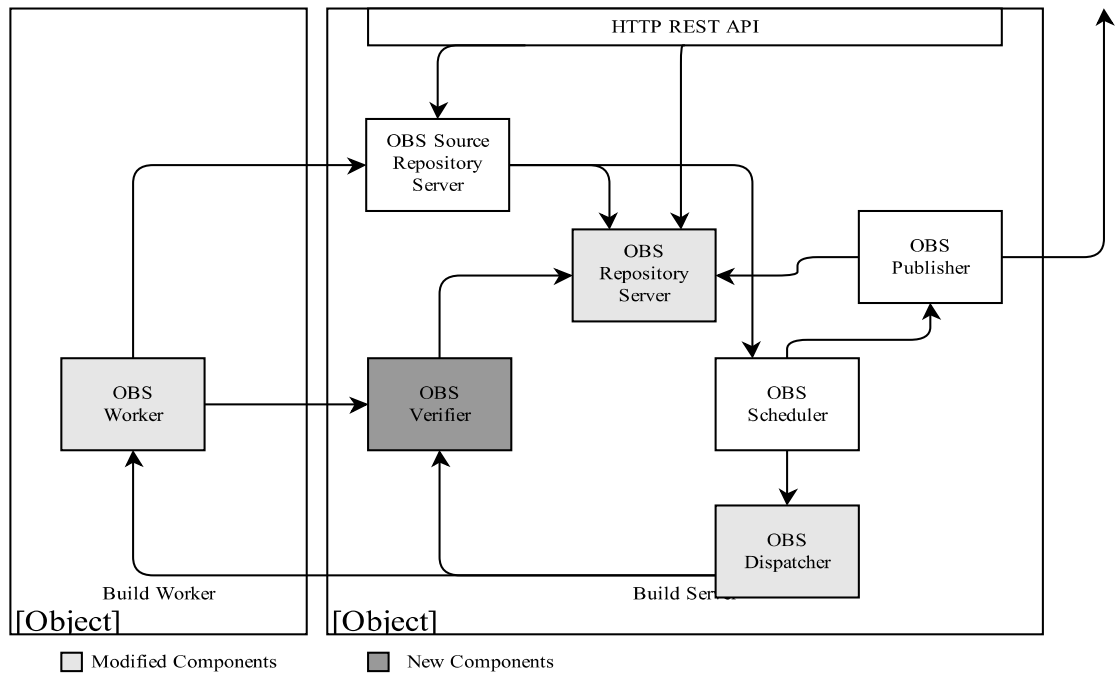 HTTP REST API
OBS Source
Repository
Server
OBS
Repository
Server
OBS
Publisher
OBS
Worker
OBS
Verifier
OBS
Scheduler
OBS
Dispatcher
Build Worker
Build
[Object]
[Object]
Modified Components
New Components